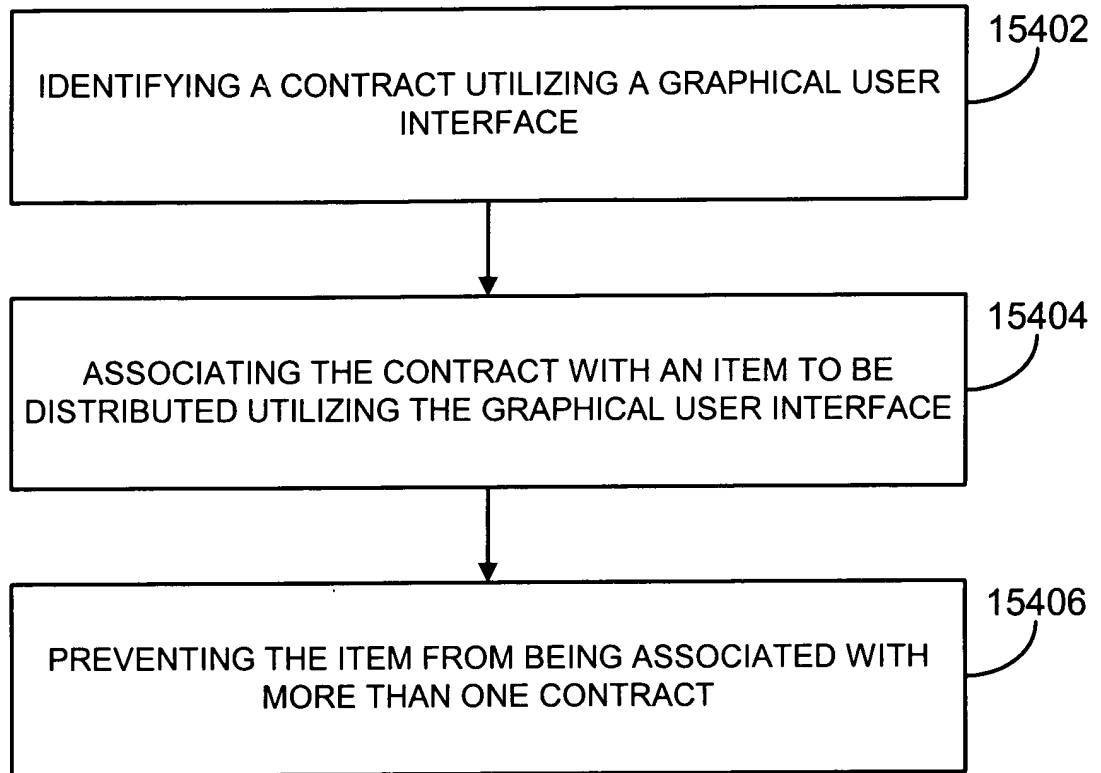 15402
IDENTIFYING A CONTRACT UTILIZING A GRAPHICAL USER
INTERFACE
15404
ASSOCIATING THE CONTRACT WITH AN ITEM TO BE
DISTRIBUTED UTILIZING THE GRAPHICAL USER INTERFACE
15406
PREVENTING THE ITEM FROM BEING ASSOCIATED WITH
MORE THAN ONE CONTRACT